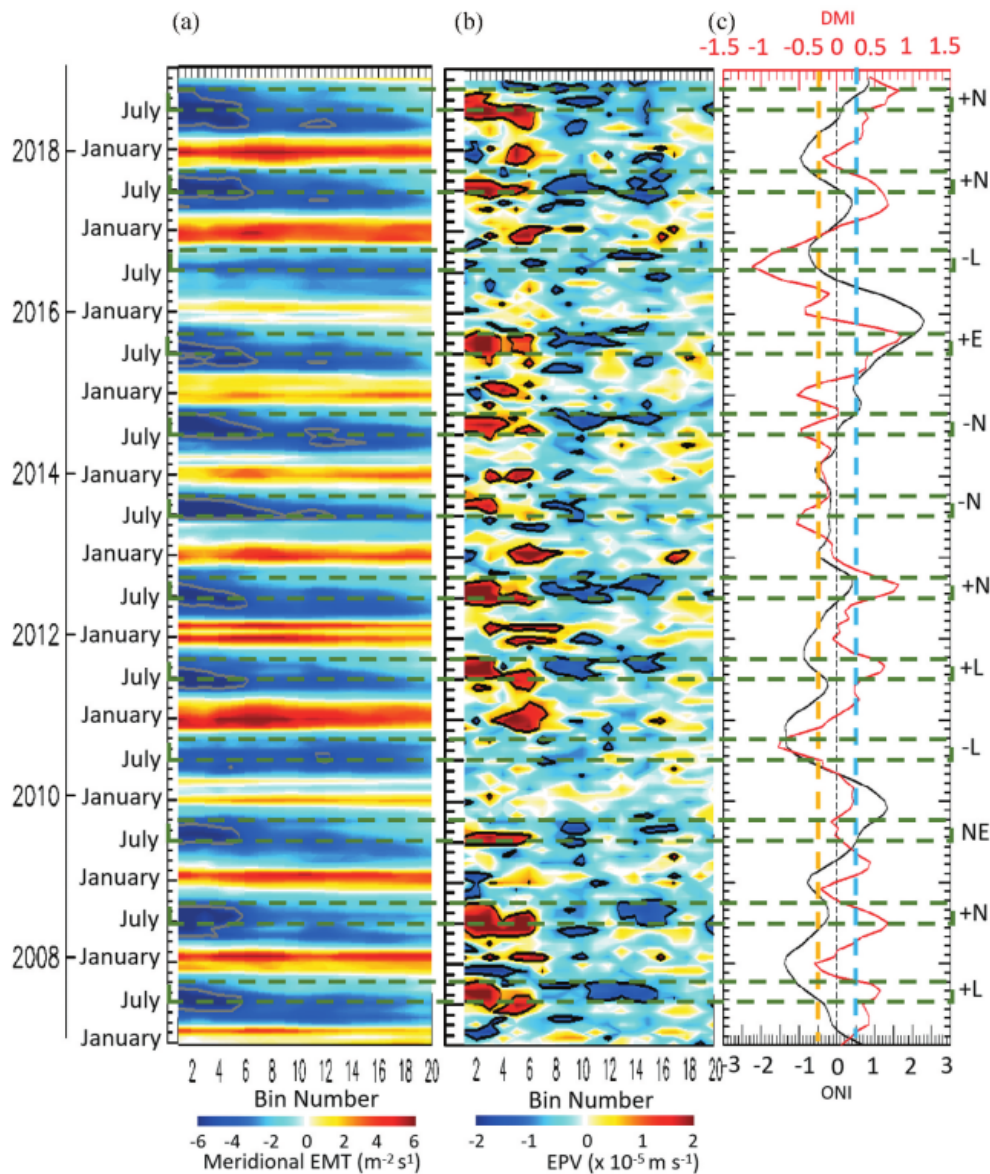 (a) (b) (c) DMI
-1.5 -1 -0.5 0 0.5 1 1.5
July +N
2018 January
July +N
January
July -L
2016 January
July +E
January
July -N
2014 January
July -N
January
July +N
2012 January
July +L
January
July -L
2010 January
July NE
January
July +N
2008 January
July +L
January
2 4 6 8 10 12 14 16 18 20 2 4 6 8 10 12 14 16 18 20 -3 -2 -1 0 1 2 3
Bin Number Bin Number ONI
-6 -4 -2 0 2 4 6 -2 -1 0 1 2
Meridional EMT (m-2 s1) EPV (x 10-5 m s-1)